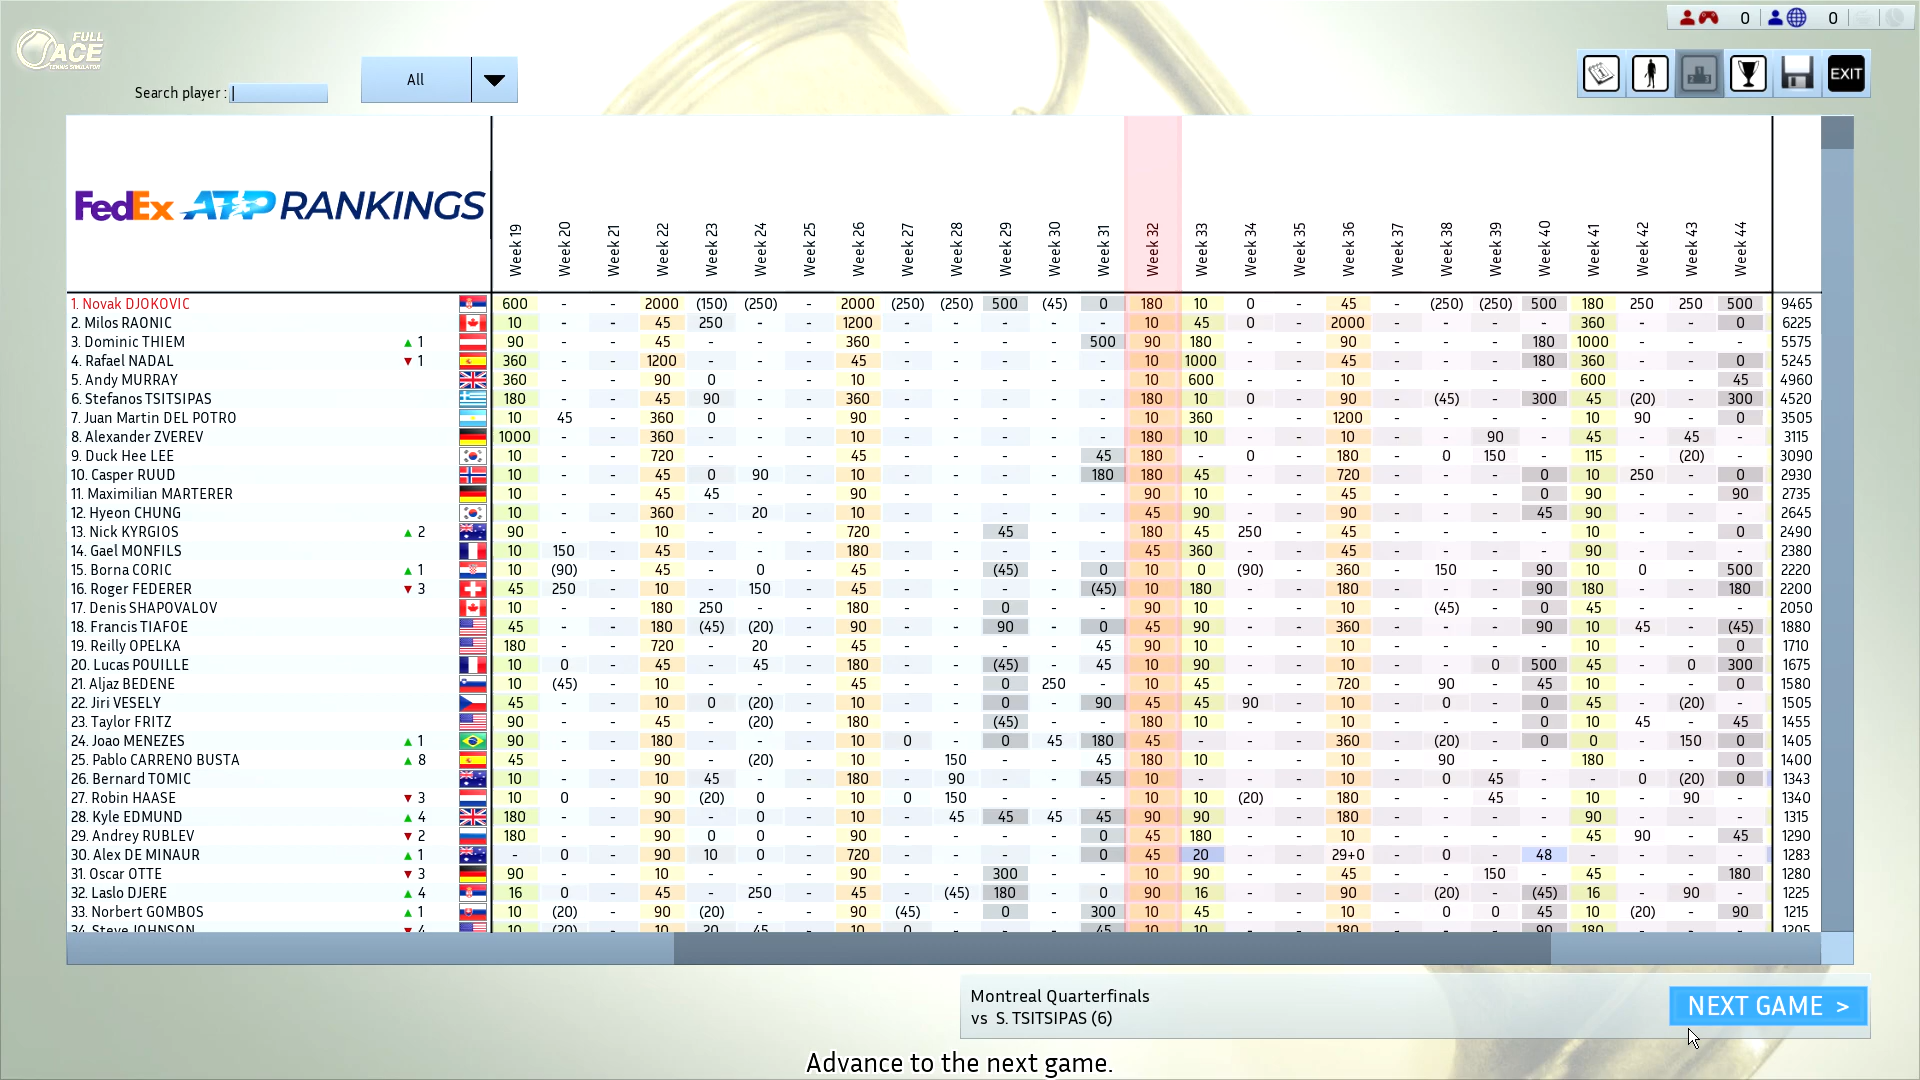 FULL
ACE
TENNIS SIMULATOR
0 0
Search player :
All
EXIT
FedEx ATP RANKINGS
Week 19 Week 20 Week 21 Week 22 Week 23 Week 24 Week 25 Week 26 Week 27 Week 28 Week 29 Week 30 Week 31 Week 32 Week 33 Week 34 Week 35 Week 36 Week 37 Week 38 Week 39 Week 40 Week 41 Week 42 Week 43 Week 44
1. Novak DJOKOVIC 600 - - 2000 (150) (250) - 2000 (250) (250) 500 (45) 0 180 10 0 - 45 - (250) (250) 500 180 250 250 500 9465
2. Milos RAONIC 10 - - 45 250 - - 1200 - - - - - 10 45 0 - 2000 - - - - 360 - - 0 6225
3. Dominic THIEM 1 90 - - 45 - - - 360 - - - - 500 90 180 - - 90 - - - 180 1000 - - - 5575
4. Rafael NADAL 1 360 - - 1200 - - - 45 - - - - - 10 1000 - - 45 - - - 180 360 - - 0 5245
5. Andy MURRAY 360 - - 90 0 - - 10 - - - - - 10 600 - - 10 - - - - 600 - - 45 4960
6. Stefanos TSITSIPAS 180 - - 45 90 - - 360 - - - - - 180 10 0 - 90 - (45) - 300 45 (20) - 300 4520
7. Juan Martin DEL POTRO 10 45 - 360 0 - - 90 - - - - - 10 360 - - 1200 - - - - 10 90 - 0 3505
8. Alexander ZVEREV 1000 - - 360 - - - 10 - - - - - 180 10 - - 10 - - 90 - 45 - 45 - 3115
9. Duck Hee LEE 10 - - 720 - - - 45 - - - - 45 180 - 0 - 180 - 0 150 - 115 - (20) - 3090
10. Casper RUUD 10 - - 45 0 90 - 10 - - - - 180 180 45 - - 720 - - - 0 10 250 - 0 2930
11. Maximilian MARTERER 10 - - 45 45 - - 90 - - - - - 90 10 - - 45 - - - 0 90 - - 90 2735
12. Hyeon CHUNG 10 - - 360 - 20 - 10 - - - - - 45 90 - - 90 - - - 45 90 - - - 2645
13. Nick KYRGIOS 2 90 - - 10 - - - 720 - - 45 - - 180 45 250 - 45 - - - - 10 - - 0 2490
14. Gael MONFILS 10 150 - 45 - - - 180 - - - - - 45 360 - - 45 - - - - 90 - - - 2380
15. Borna CORIC 1 10 (90) - 45 - 0 - 45 - - (45) - 0 10 0 (90) - 360 - 150 - 90 10 0 - 500 2220
16. Roger FEDERER 3 45 250 - 10 - 150 - 45 - - - - (45) 10 180 - - 180 - - - 90 180 - - 180 2200
17. Denis SHAPOVALOV 10 - - 180 250 - - 180 - - 0 - - 90 10 - - 10 - (45) - 0 45 - - - 2050
18. Francis TIAFOE 45 - - 180 (45) (20) - 90 - - 90 - 0 45 90 - - 360 - - - 90 10 45 - (45) 1880
19. Reilly OPELKA 180 - - 720 - 20 - 45 - - - - 45 90 10 - - 10 - - - - 10 - - 0 1710
20. Lucas POUILLE 10 0 - 45 - 45 - 180 - - (45) - 45 10 90 - - 10 - - 0 500 45 - 0 300 1675
21. Aljaz BEDENE 10 (45) - 10 - - - 45 - - 0 250 - 10 45 - - 720 - 90 - 45 10 - - 0 1580
22. Jiri VESELY 45 - - 10 0 (20) - 10 - - 0 - 90 45 45 90 - 10 - 0 - 0 45 - (20) - 1505
23. Taylor FRITZ 90 - - 45 - (20) - 180 - - (45) - - 180 10 - - 10 - - - 0 10 45 - 45 1455
24. Joao MENEZES 1 90 - - 180 - - - 10 0 - 0 45 180 45 - - - 360 - (20) - 0 0 - 150 0 1405
25. Pablo CARRENO BUSTA 8 45 - - 90 - (20) - 10 - 150 - - 45 180 10 - - 10 - 90 - - 180 - - 0 1400
26. Bernard TOMIC 10 - - 10 45 - - 180 - 90 - - 45 10 - - - 10 - 0 45 - - 0 (20) 0 1343
27. Robin HAASE 3 10 0 - 90 (20) 0 - 10 0 150 - - - 10 10 (20) - 180 - - 45 - 10 - 90 - 1340
28. Kyle EDMUND 4 180 - - 90 - 0 - 10 - 45 45 45 45 90 90 - - 180 - - - - 90 - - - 1315
29. Andrey RUBLEV 2 180 - - 90 0 0 - 90 - - - - 0 45 180 - - 10 - - - - 45 90 - 45 1290
30. Alex DE MINAUR 1 - 0 - 90 10 0 - 720 - - - - 0 45 20 - - 29+0 - 0 - 48 - - - - 1283
31. Oscar OTTE 3 90 - - 10 - - - 90 - - 300 - - 10 90 - - 45 - - 150 - 45 - - 180 1280
32. Laslo DJERE 4 16 0 - 45 - 250 - 45 - (45) 180 - 0 90 16 - - 90 - (20) - (45) 16 - 90 - 1225
33. Norbert GOMBOS 1 10 (20) - 90 (20) - - 90 (45) - 0 - 300 10 45 - - 10 - 0 0 45 10 (20) - 90 1215
34. Steve JOHNSON 4 10 (20) - 10 20 45 - 10 0 - - - 45 10 10 - - 180 - - - 90 180 - - - 1205
Montreal Quarterfinals
vs S. TSITSIPAS (6)
NEXT GAME >
Advance to the next game.